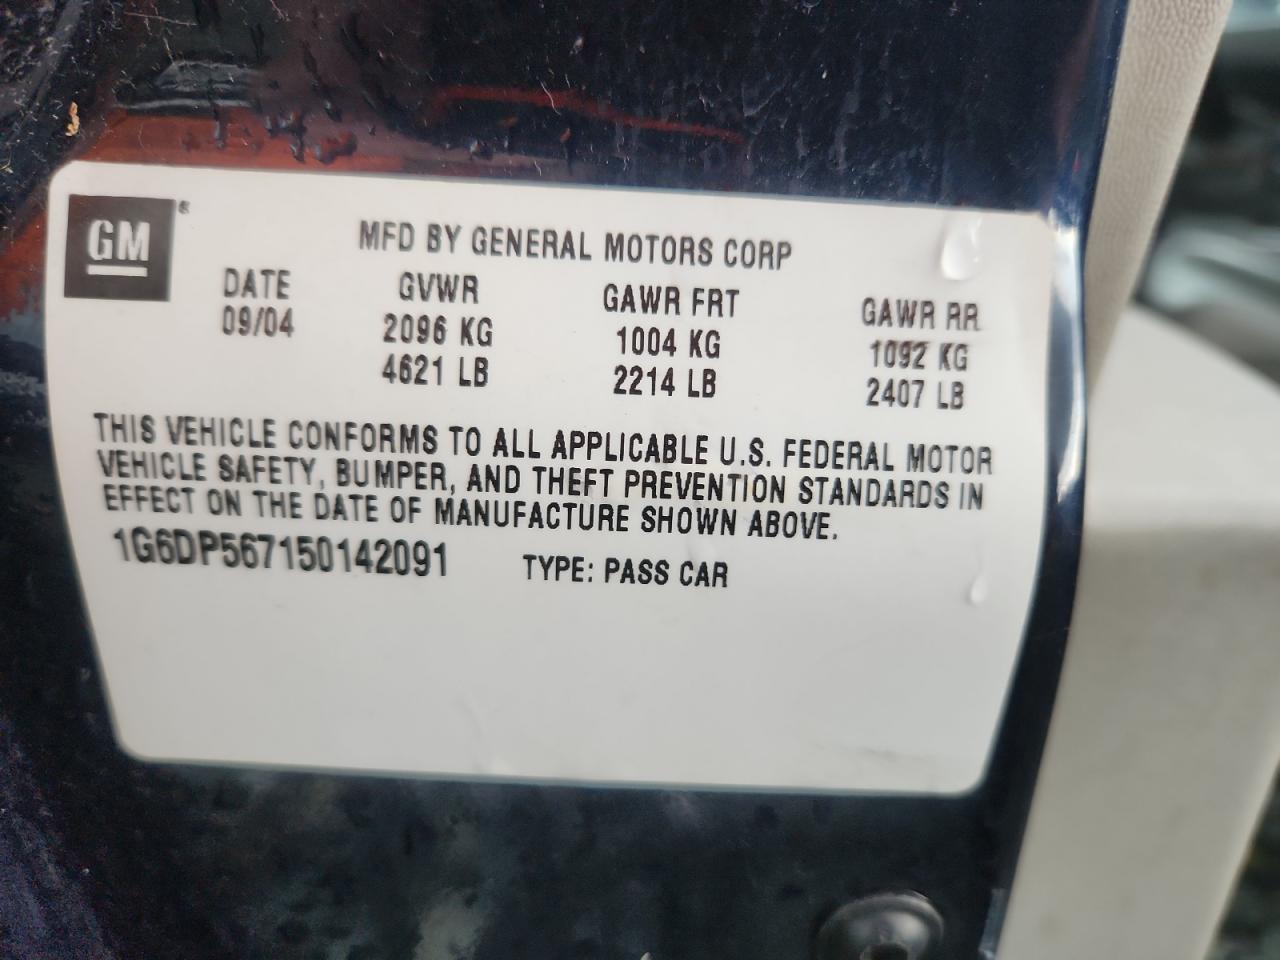 GM®
MFD BY GENERAL MOTORS CORP
DATE GVWR GAWR FRT GAWR RR
09/04 2096 KG 1004 KG 1092 KG
4621 LB 2214 LB 2407 LB
THIS VEHICLE CONFORMS TO ALL APPLICABLE U.S. FEDERAL MOTOR
VEHICLE SAFETY, BUMPER, AND THEFT PREVENTION STANDARDS IN
EFFECT ON THE DATE OF MANUFACTURE SHOWN ABOVE.
1G6DP567150142091 TYPE: PASS CAR